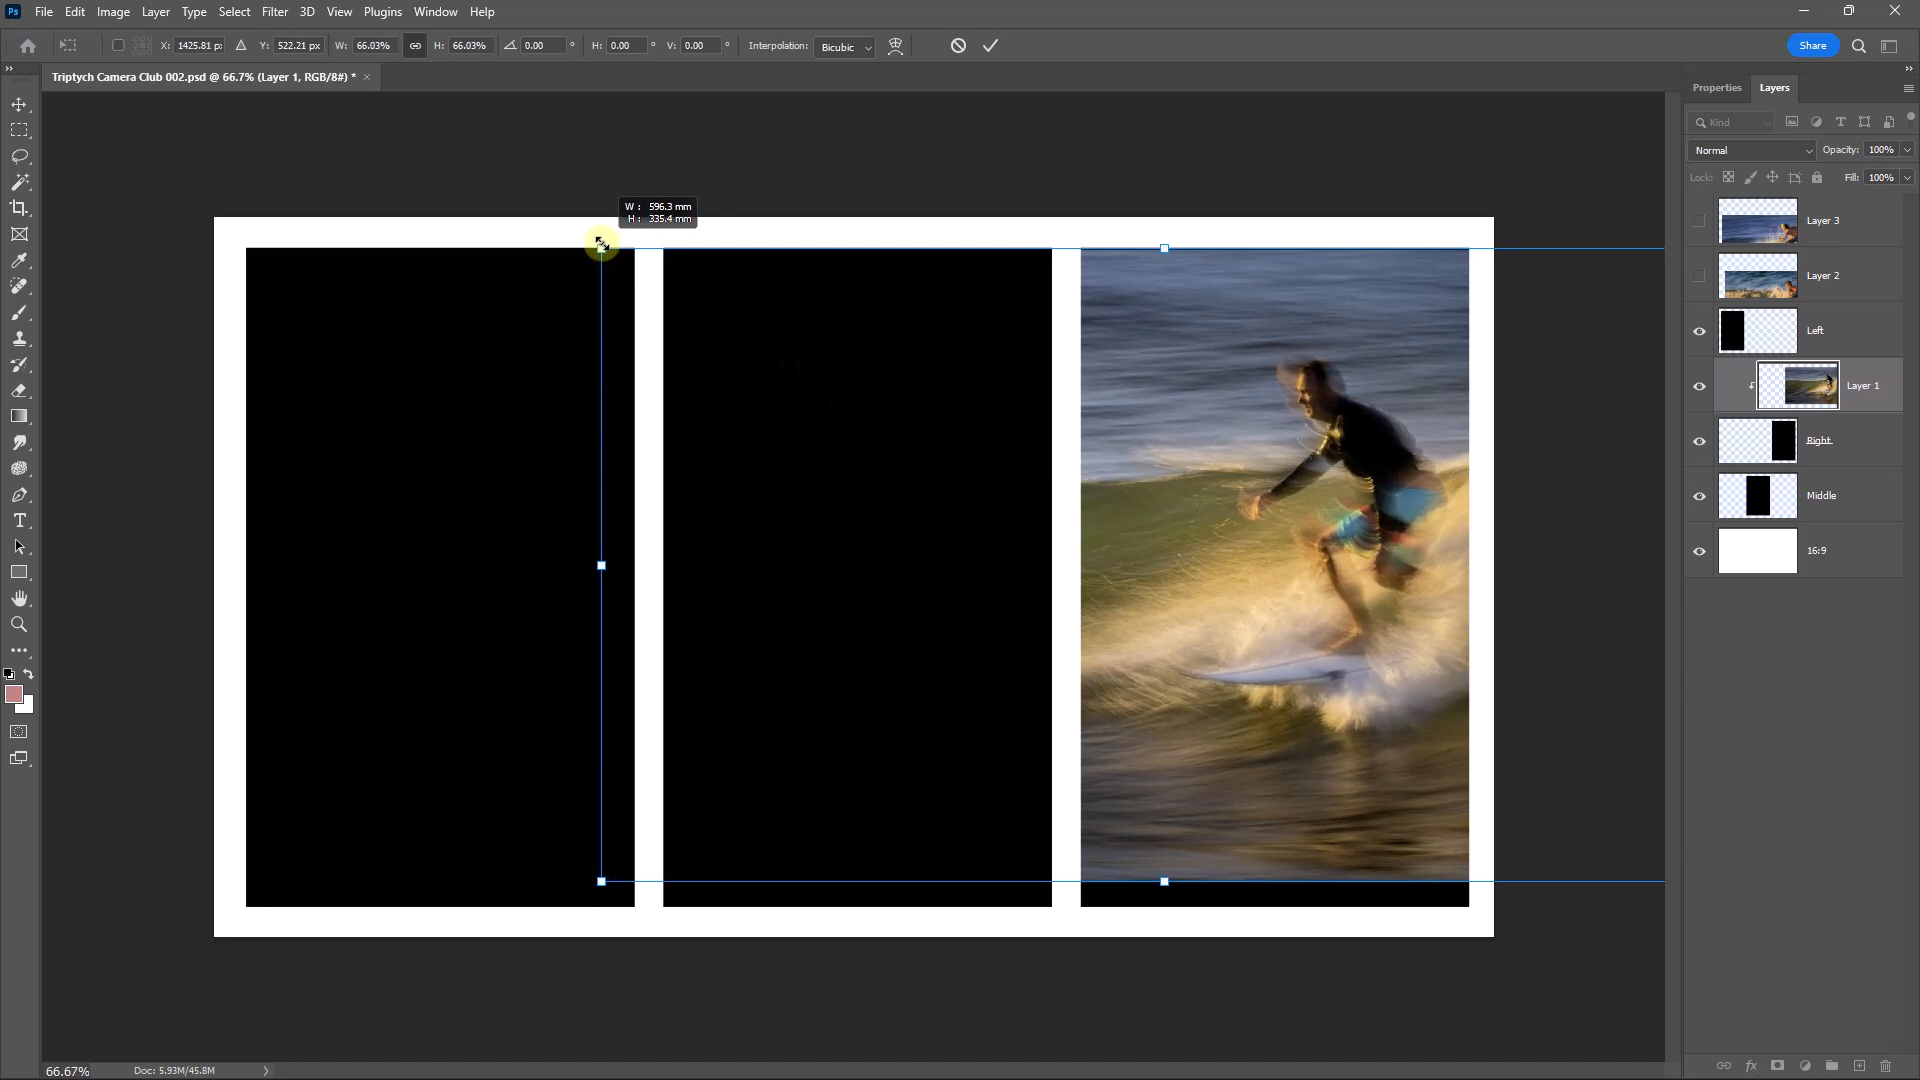 Ps File Edit Image Layer Type Select Filter 3D View Plugins Window Help
X: 1425.81 px Y: 522.21 px W: 66.03% H: 66.03% 0.00 ° H: 0.00 ° V: 0.00 ° Interpolation: Bicubic Share
Triptych Camera Club 002.psd @ 66.7% (Layer 1, RGB/8#) * ×
Properties Layers
Kind
Normal Opacity: 100%
Lock: Fill: 100%
W : 596.3 mm
H : 335.4 mm
Layer 3
Layer 2
Left
Layer 1
Right
Middle
16:9
66.67% Doc: 5.93M/45.8M